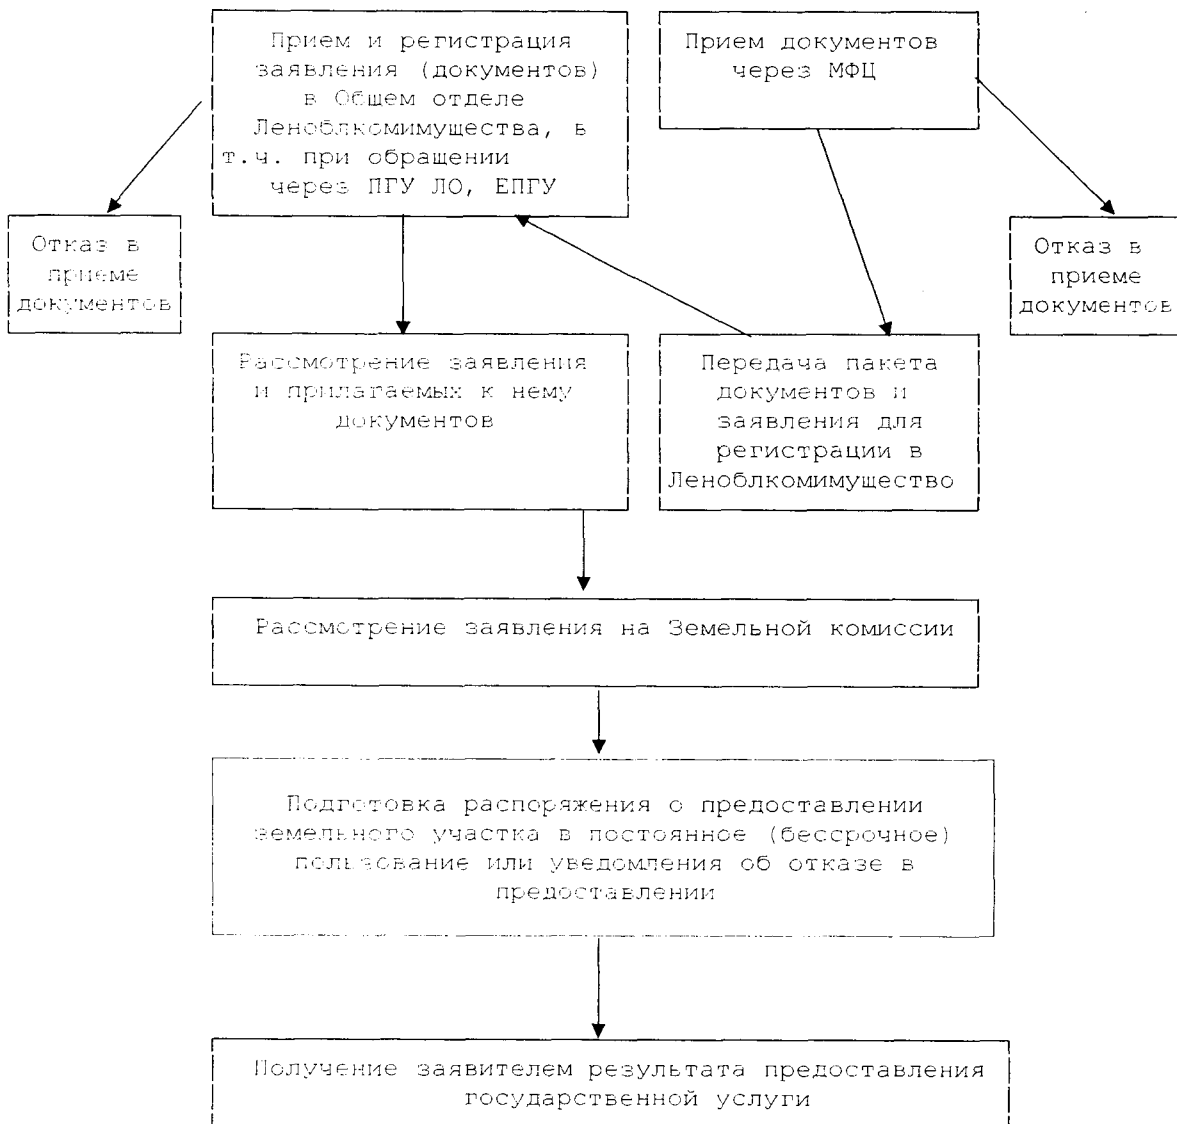 Прием и регистрация
заявления (документов)
в Общем отделе
Леноблкомимущества, в
т.ч. при обращении
через ПГУ ЛО, ЕПГУ
Прием документов
через МФЦ
Отказ в
приеме
документов
Отказ в
приеме
документов
Рассмотрение заявления
и прилагаемых к нему
документов
Передача пакета
документов и
заявления для
регистрации в
Леноблкомимущество
Рассмотрение заявления на Земельной комиссии
Подготовка распоряжения о предоставлении
земельного участка в постоянное (бессрочное)
пользование или уведомления об отказе в
предоставлении
Получение заявителем результата предоставления
государственной услуги